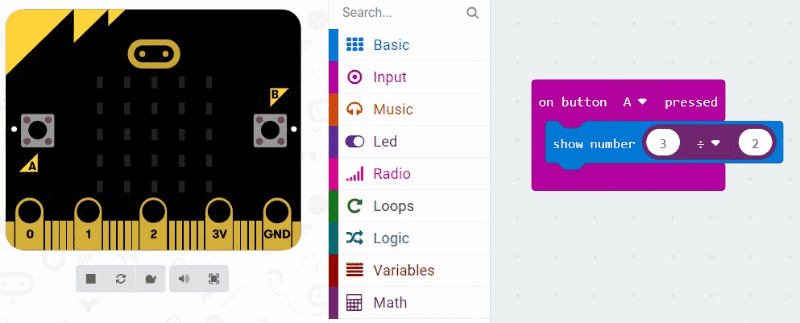 B
A
0 1 2 3V GND
Search...
Basic
Input
Music
Led
Radio
Loops
Logic
Variables
Math
on button A pressed
show number 3 ÷ 2